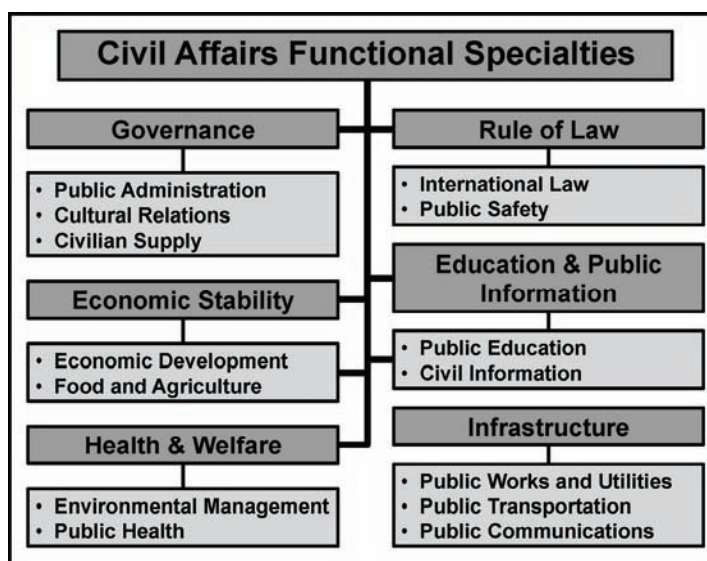 Civil Affairs Functional Specialties
Governance
• Public Administration
• Cultural Relations
• Civilian Supply
Rule of Law
• International Law
• Public Safety
Economic Stability
• Economic Development
• Food and Agriculture
Education & Public
Information
• Public Education
• Civil Information
Health & Welfare
• Environmental Management
• Public Health
Infrastructure
• Public Works and Utilities
• Public Transportation
• Public Communications